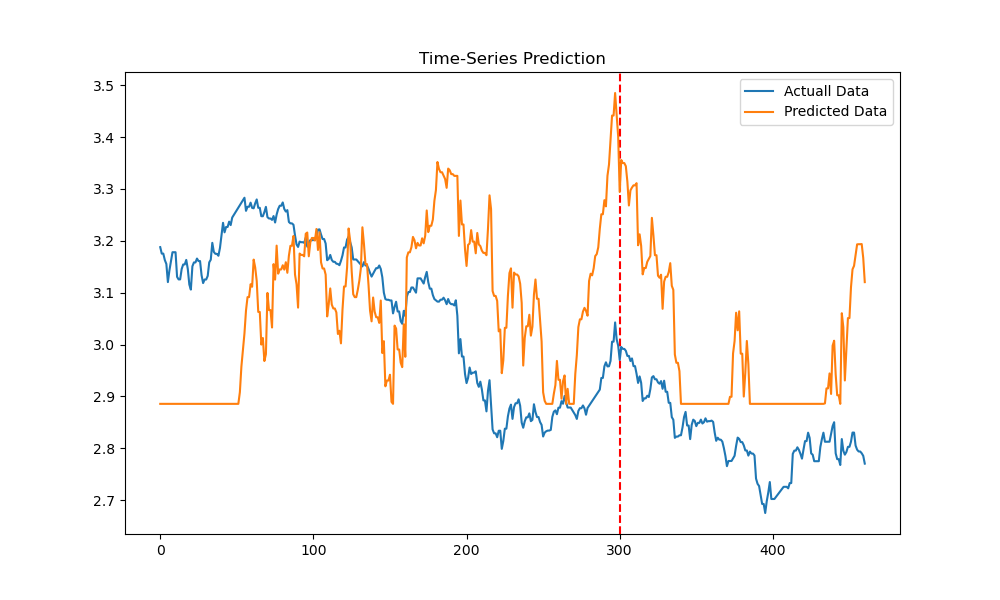 Time-Series Prediction
Actuall Data
Predicted Data
3.5
3.4
3.3
3.2
3.1
3.0
2.9
2.8
2.7
0 100 200 300 400